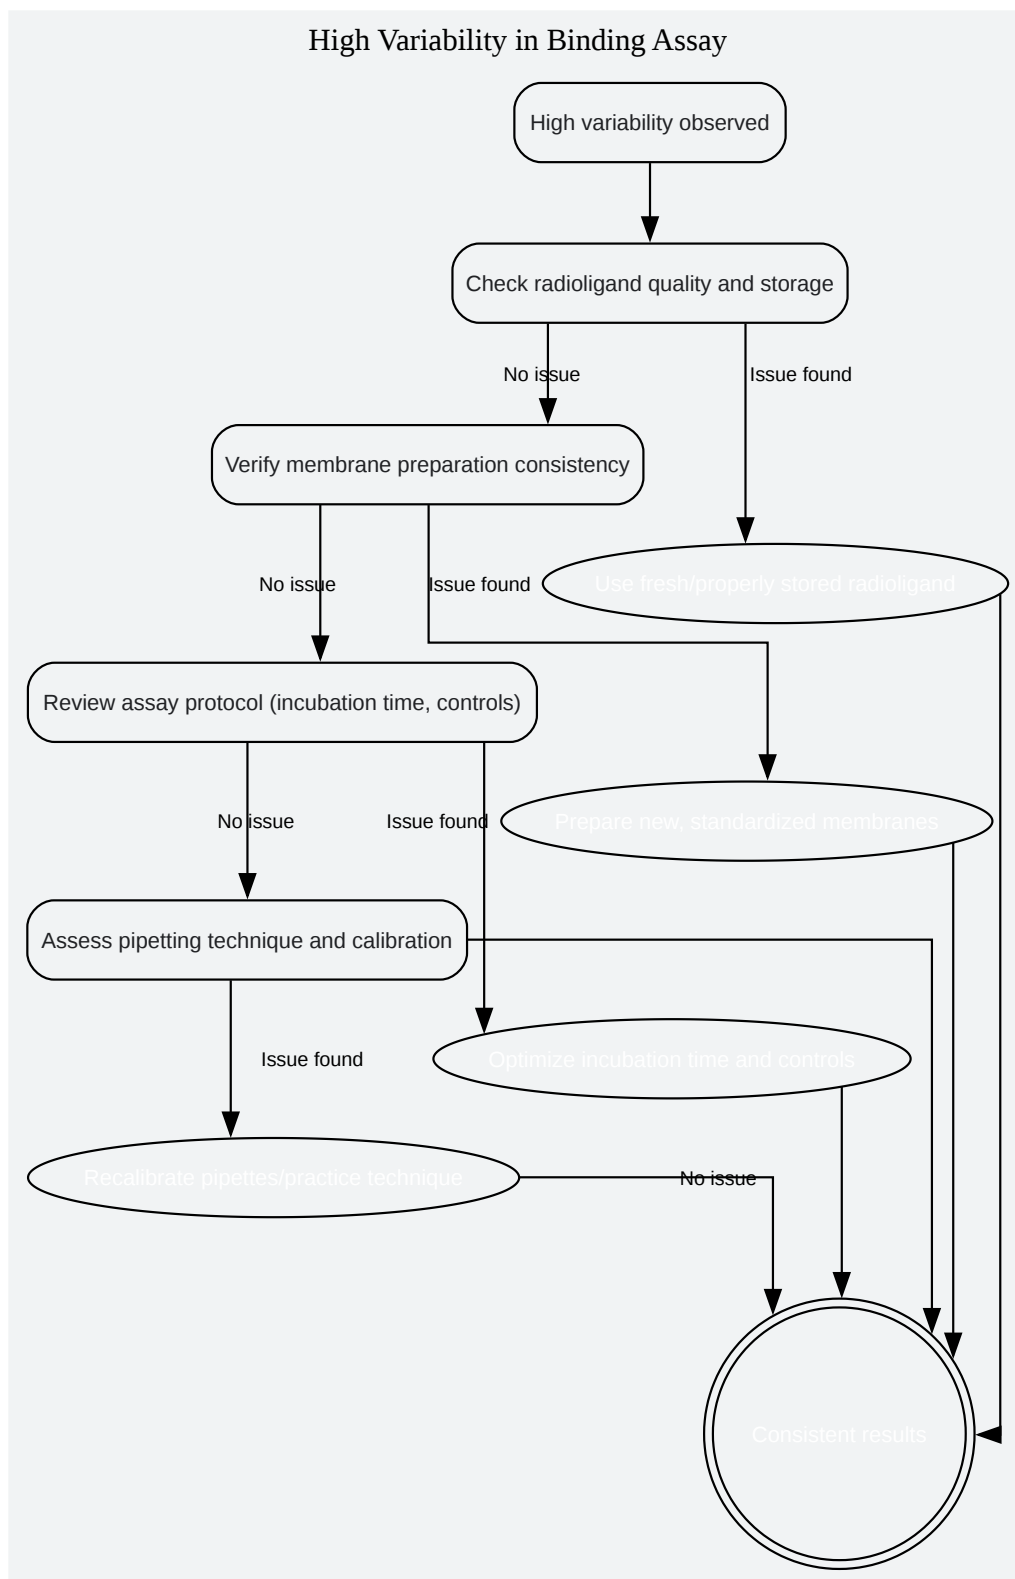 High Variability in Binding Assay
High variability observed
Check radioligand quality and storage
No issue
Issue found
Verify membrane preparation consistency
No issue
Issue found
Use fresh/properly stored radioligand
Review assay protocol (incubation time, controls)
No issue
Issue found
Prepare new, standardized membranes
Assess pipetting technique and calibration
Issue found
Optimize incubation time and controls
Recalibrate pipettes/practice technique
No issue
Consistent results